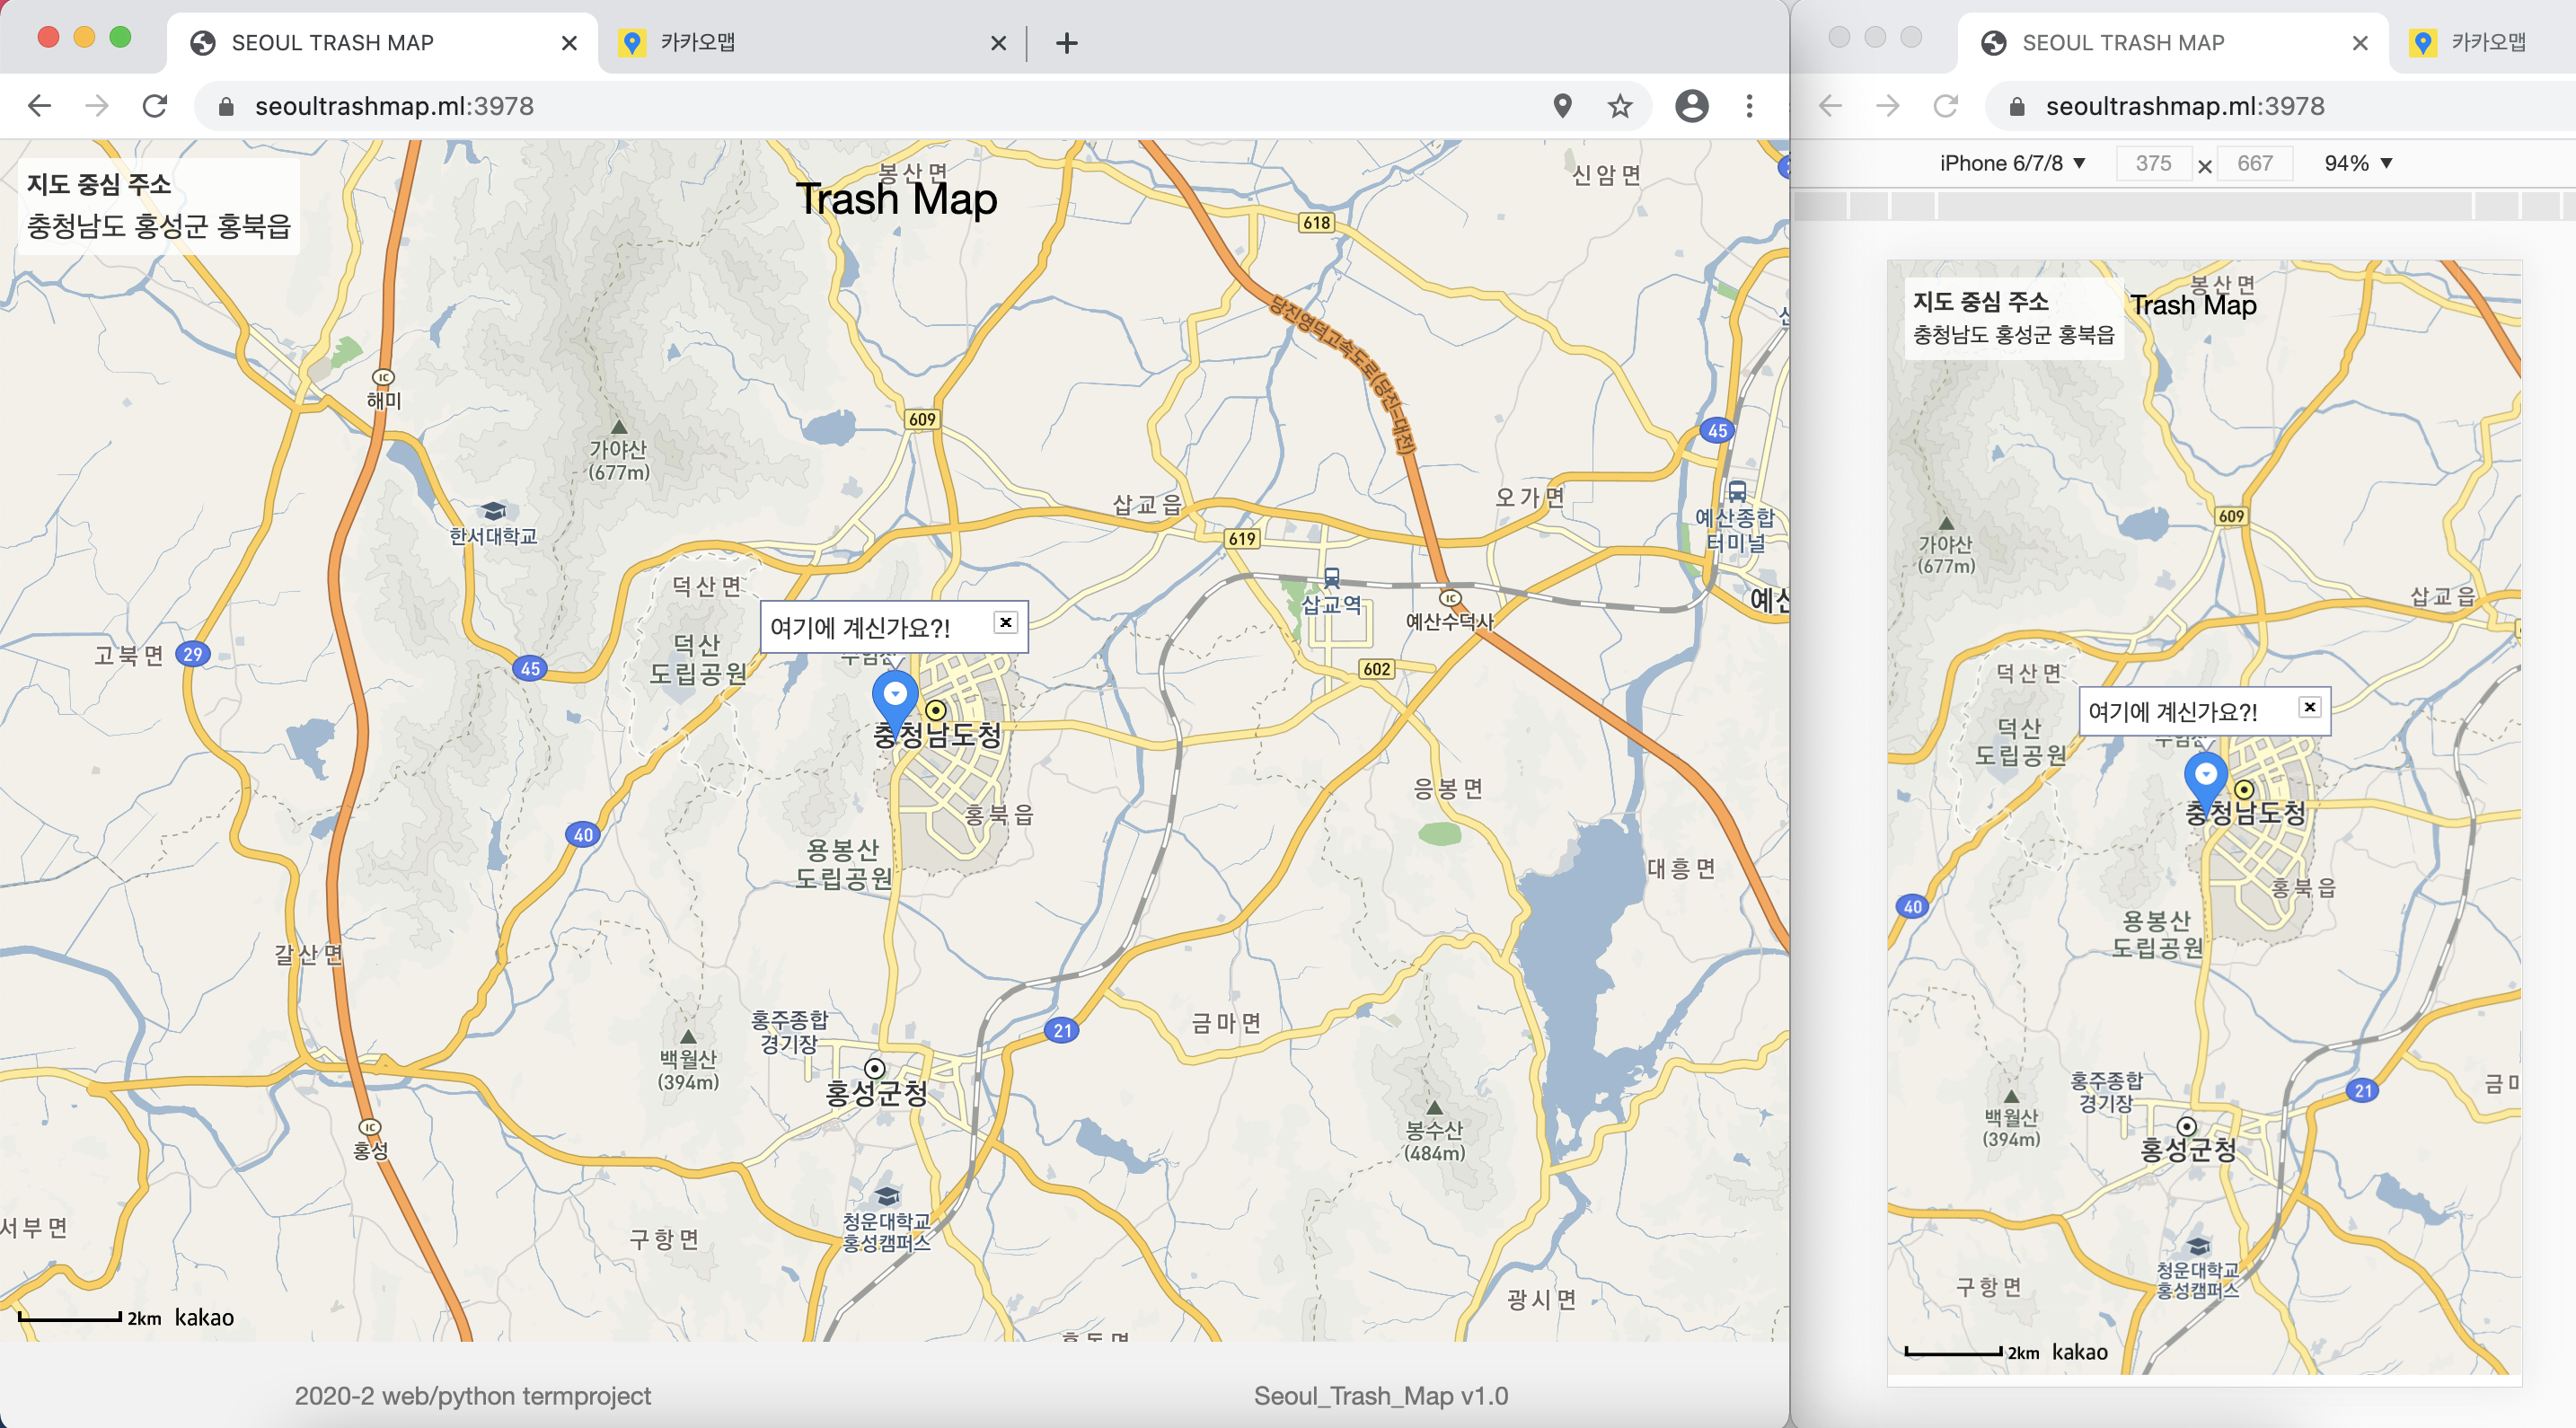 SEOUL TRASH MAP
카카오맵
seoultrashmap.ml:3978
지도 중심 주소
충청남도 홍성군 홍북읍
봉산면
Trash Map
신암면
618
당진영덕고속도로(당진-대전)
IC
해미
609
가야산
(677m)
45
한서대학교
삽교읍
오가면
예산종합
터미널
619
덕산면
삽교역
IC
예산수덕사
예산
여기에 계신가요?!
고북면
29
45
덕산
도립공원
602
충청남도청
응봉면
홍북읍
40
용봉산
도립공원
대흥면
갈산면
홍주종합
경기장
21
금마면
백월산
(394m)
홍성군청
IC
홍성
봉수산
(484m)
서부면
구항면
청운대학교
홍성캠퍼스
광시면
2km kakao
2020-2 web/python termproject
Seoul_Trash_Map v1.0
SEOUL TRASH MAP
카카오맵
seoultrashmap.ml:3978
iPhone 6/7/8 ▼ 375 × 667 94% ▼
지도 중심 주소
충청남도 홍성군 홍북읍
봉산면
Trash Map
609
가야산
(677m)
삽교읍
덕산면
여기에 계신가요?!
덕산
도립공원
충청남도청
홍북읍
40
용봉산
도립공원
홍주종합
경기장
21
백월산
(394m)
홍성군청
청운대학교
홍성캠퍼스
구항면
2km kakao